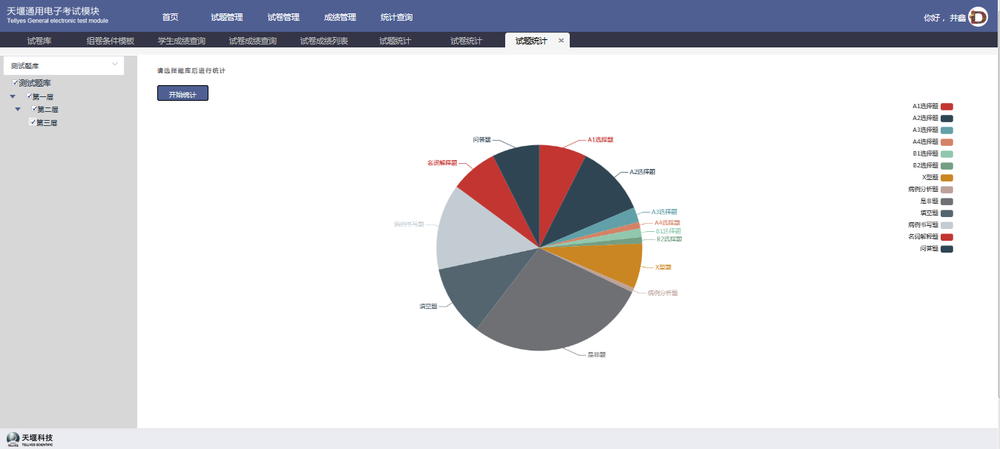 天堰通用电子考试模块
Tellyes General electronic test module
首页 试题管理 试卷管理 成绩管理 统计查询
你好， 井鑫
试卷库 组卷条件模板 学生成绩查询 试卷成绩查询 试卷成绩列表 试题统计 试卷统计 试题统计 ×
测试题库
测试题库
第一层
第二层
第三层
请选择题库后进行统计
开始统计
问答题
A1选择题
名词解释题
A2选择题
A3选择题
病例书写题
A4选择题
B1选择题
B2选择题
X型题
病例分析题
填空题
是非题
A1选择题
A2选择题
A3选择题
A4选择题
B1选择题
B2选择题
X型题
病例分析题
是非题
填空题
病例书写题
名词解释题
问答题
天堰科技
TELLYES TELLYES SCIENTIFIC